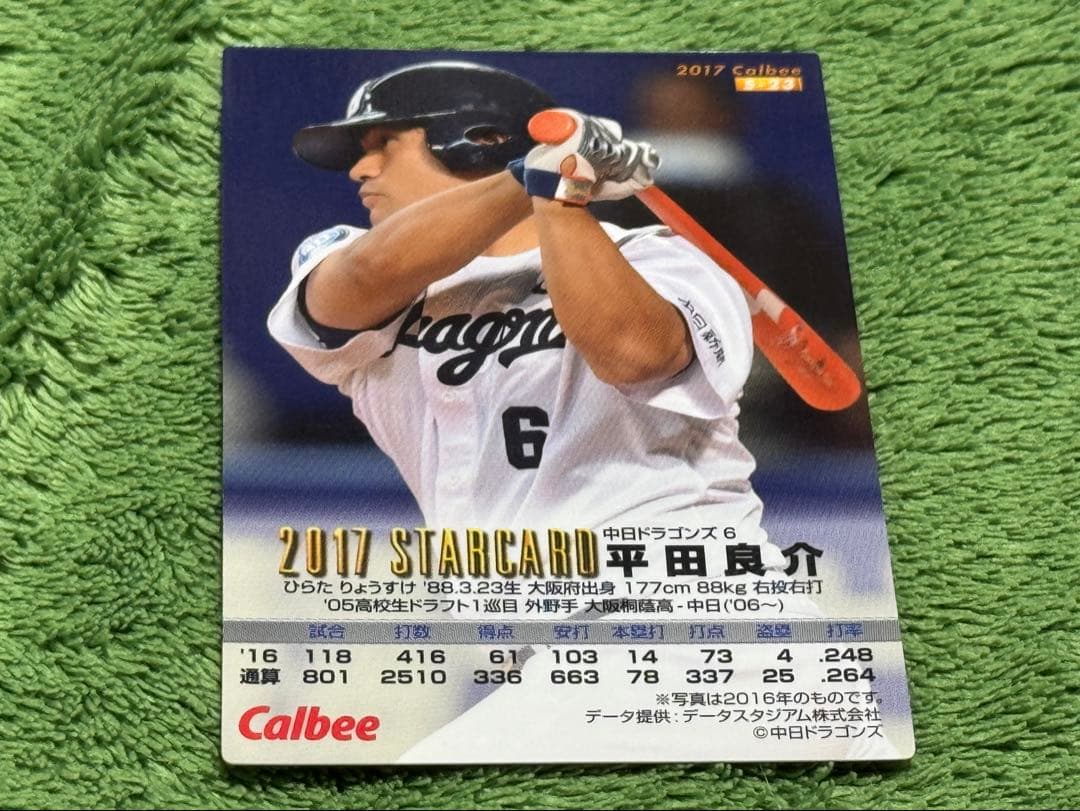 2017 Calbee
S-23
6
中日新聞
2017 STARCARD
中日ドラゴンズ 6
平田良介
ひらた りょうすけ '88.3.23生 大阪府出身 177cm 88kg 右投右打
'05高校生ドラフト1巡目 外野手 大阪桐蔭高-中日('06~)
試合 打数 得点 安打 本塁打 打点 盗塁 打率
'16 118 416 61 103 14 73 4 .248
通算 801 2510 336 663 78 337 25 .264
※写真は2016年のものです。
データ提供:データスタジアム株式会社
Calbee
©中日ドラゴンズ